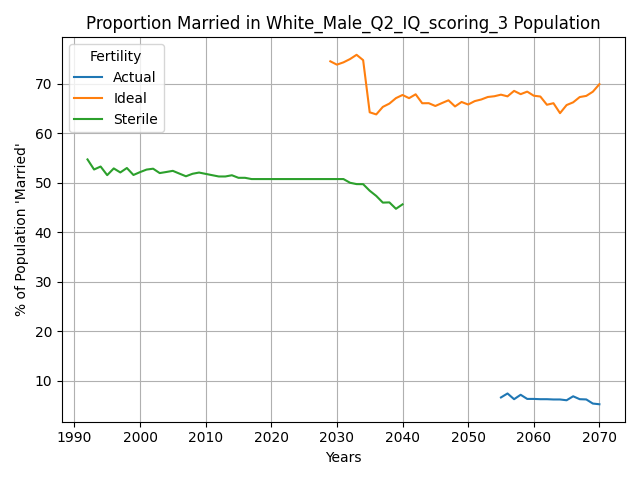 Proportion Married in White_Male_Q2_IQ_scoring_3 Population
Fertility
Actual
Ideal
Sterile
% of Population 'Married'
70
60
50
40
30
20
10
1990 2000 2010 2020 2030 2040 2050 2060 2070
Years